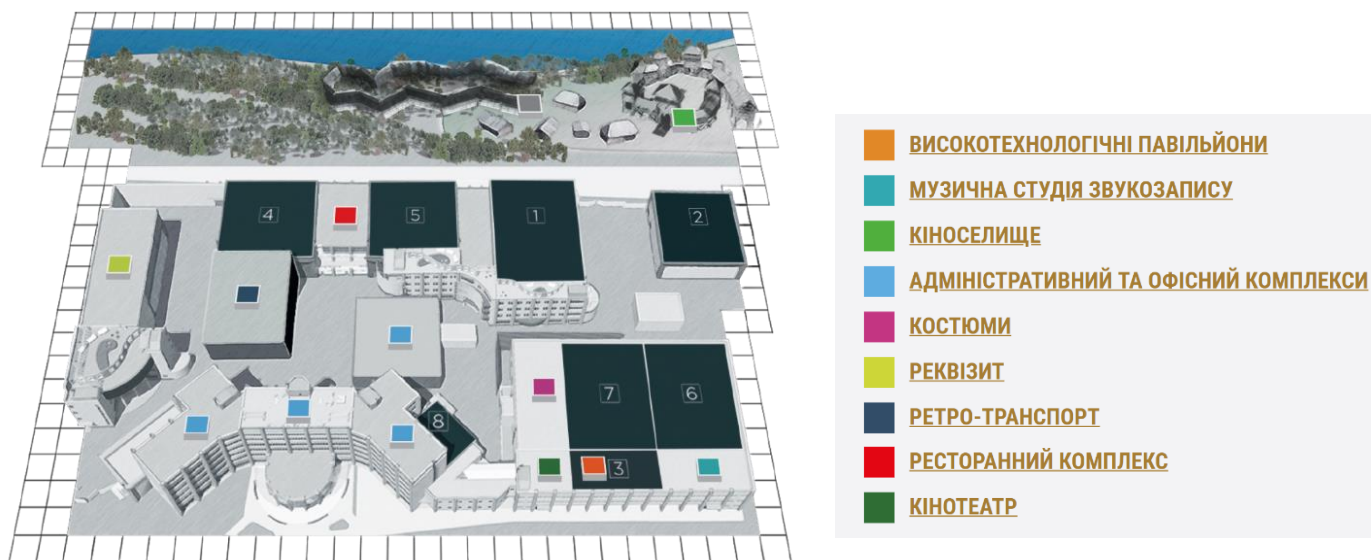 4
5
1
2
7
6
8
3
ВИСОКОТЕХНОЛОГІЧНІ ПАВІЛЬЙОНИ
МУЗИЧНА СТУДІЯ ЗВУКОЗАПИСУ
КІНОСЕЛИЩЕ
АДМІНІСТРАТИВНИЙ ТА ОФІСНИЙ КОМПЛЕКСИ
КОСТЮМИ
РЕКВІЗИТ
РЕТРО-ТРАНСПОРТ
РЕСТОРАННИЙ КОМПЛЕКС
КІНОТЕАТР